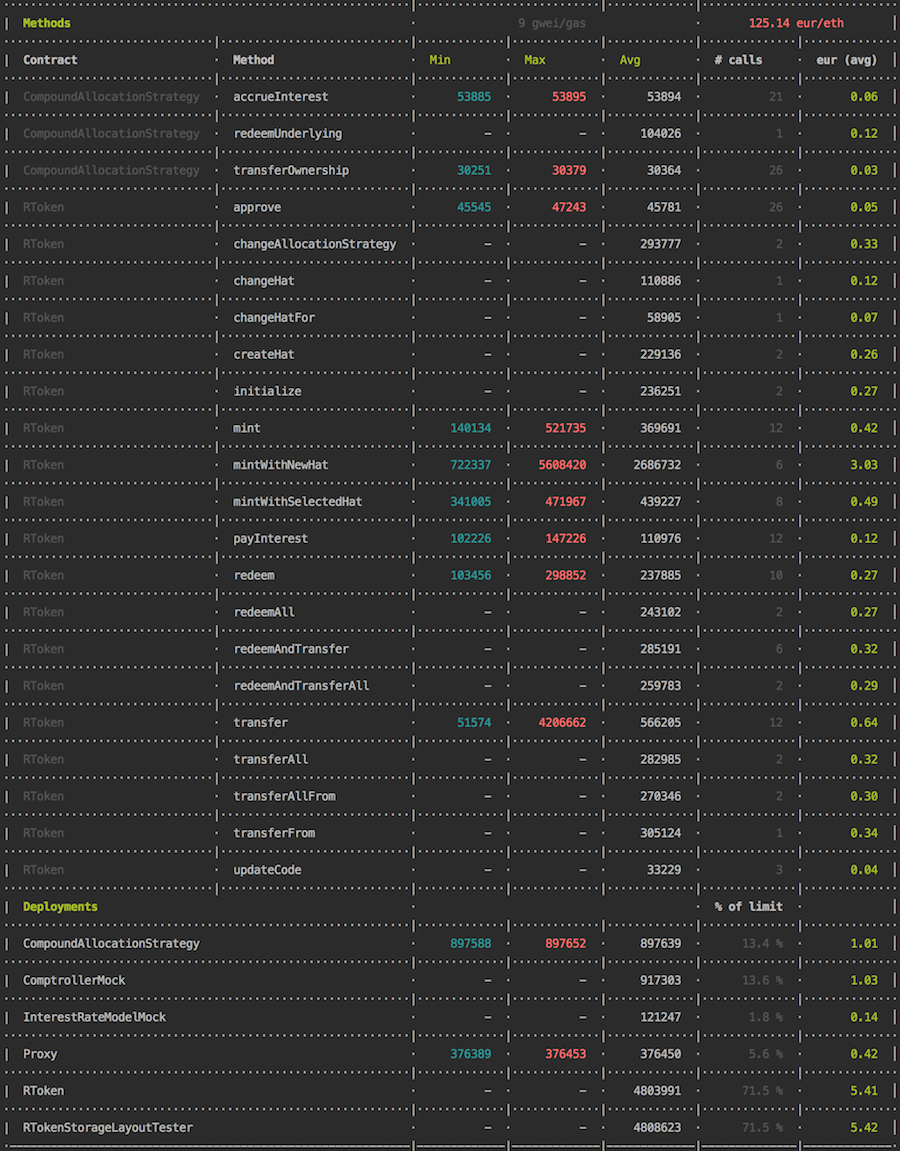 Methods 9 gwei/gas 125.14 eur/eth
Contract · Method · Min · Max · Avg · # calls · eur (avg)
CompoundAllocationStrategy · accrueInterest · 53885 · 53895 · 53894 · 21 · 0.06
CompoundAllocationStrategy · redeemUnderlying · – · – · 104026 · 1 · 0.12
CompoundAllocationStrategy · transferOwnership · 30251 · 30379 · 30364 · 26 · 0.03
RToken · approve · 45545 · 47243 · 45781 · 26 · 0.05
RToken · changeAllocationStrategy · – · – · 293777 · 2 · 0.33
RToken · changeHat · – · – · 110886 · 1 · 0.12
RToken · changeHatFor · – · – · 58905 · 1 · 0.07
RToken · createHat · – · – · 229136 · 2 · 0.26
RToken · initialize · – · – · 236251 · 2 · 0.27
RToken · mint · 140134 · 521735 · 369691 · 12 · 0.42
RToken · mintWithNewHat · 722337 · 5608420 · 2686732 · 6 · 3.03
RToken · mintWithSelectedHat · 341005 · 471967 · 439227 · 8 · 0.49
RToken · payInterest · 102226 · 147226 · 110976 · 12 · 0.12
RToken · redeem · 103456 · 298852 · 237885 · 10 · 0.27
RToken · redeemAll · – · – · 243102 · 2 · 0.27
RToken · redeemAndTransfer · – · – · 285191 · 6 · 0.32
RToken · redeemAndTransferAll · – · – · 259783 · 2 · 0.29
RToken · transfer · 51574 · 4206662 · 566205 · 12 · 0.64
RToken · transferAll · – · – · 282985 · 2 · 0.32
RToken · transferAllFrom · – · – · 270346 · 2 · 0.30
RToken · transferFrom · – · – · 305124 · 1 · 0.34
RToken · updateCode · – · – · 33229 · 3 · 0.04
Deployments · · % of limit ·
CompoundAllocationStrategy · 897588 · 897652 · 897639 · 13.4 % · 1.01
ComptrollerMock · – · – · 917303 · 13.6 % · 1.03
InterestRateModelMock · – · – · 121247 · 1.8 % · 0.14
Proxy · 376389 · 376453 · 376450 · 5.6 % · 0.42
RToken · – · – · 4803991 · 71.5 % · 5.41
RTokenStorageLayoutTester · – · – · 4808623 · 71.5 % · 5.42